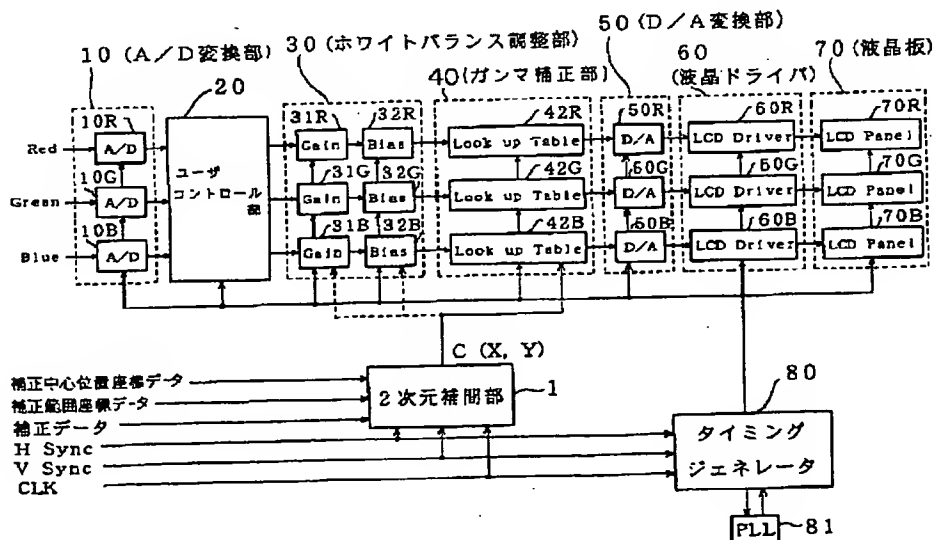 50 (D/A変換部)
10 (A/D変換部)
30 (ホワイトバランス調整部)
60
(液晶ドライバ)
70 (液晶板)
20
40 (ガンマ補正部)
10R
31R
32R
42R
50R
60R
70R
Red
A/D
Gain
Bias
Look up Table
D/A
LCD Driver
LCD Panel
10G
31G
32G
42G
50G
60G
70G
Green
A/D
ユーザ
コントロール
部
Gain
Bias
Look up Table
D/A
LCD Driver
LCD Panel
10B
31B
32B
42B
50B
60B
70B
Blue
A/D
Gain
Bias
Look up Table
D/A
LCD Driver
LCD Panel
C (X, Y)
補正中心位置座標データ
補正範囲座標データ
補正データ
H Sync
V Sync
CLK
2次元補間部
1
80
タイミング
ジェネレータ
PLL
81